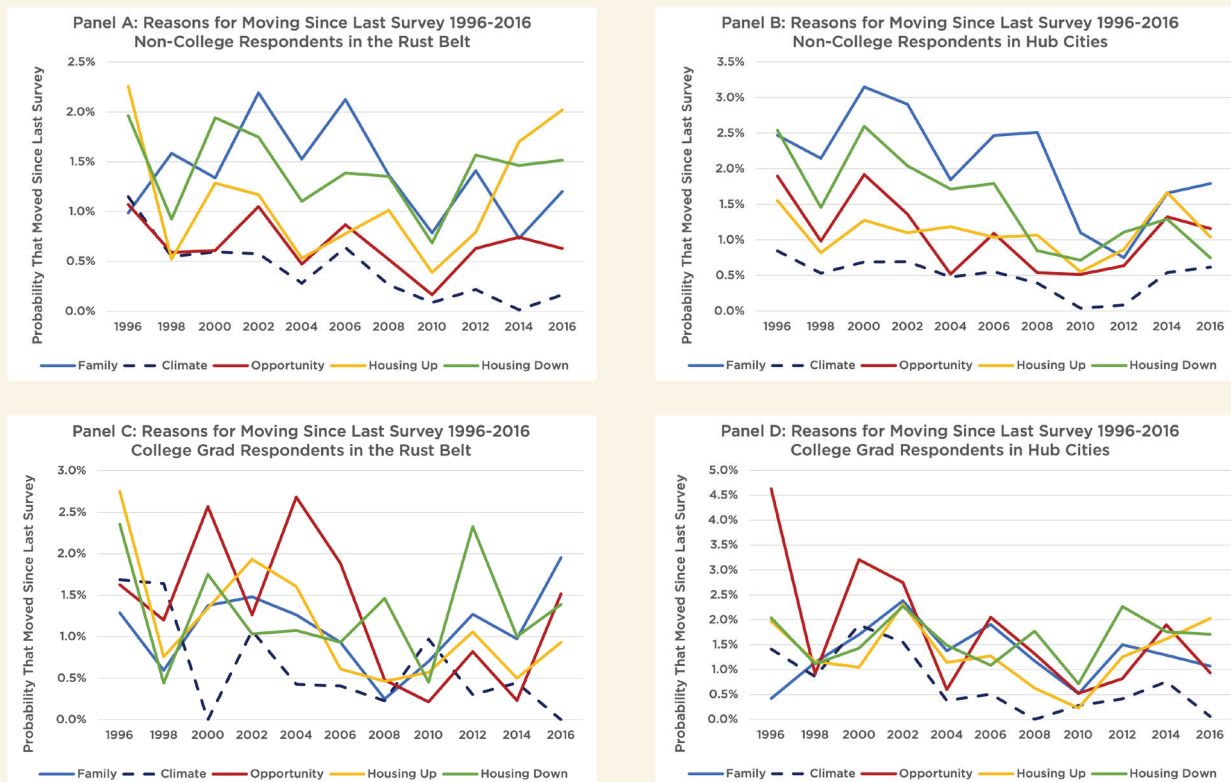 Panel A: Reasons for Moving Since Last Survey 1996-2016
Non-College Respondents in the Rust Belt
Probability That Moved Since Last Survey
2.5%
2.0%
1.5%
1.0%
0.5%
0.0%
1996 1998 2000 2002 2004 2006 2008 2010 2012 2014 2016
Family Climate Opportunity Housing Up Housing Down
Panel B: Reasons for Moving Since Last Survey 1996-2016
Non-College Respondents in Hub Cities
Probability That Moved Since Last Survey
3.5%
3.0%
2.5%
2.0%
1.5%
1.0%
0.5%
0.0%
1996 1998 2000 2002 2004 2006 2008 2010 2012 2014 2016
Family Climate Opportunity Housing Up Housing Down
Panel C: Reasons for Moving Since Last Survey 1996-2016
College Grad Respondents in the Rust Belt
Probability That Moved Since Last Survey
3.0%
2.5%
2.0%
1.5%
1.0%
0.5%
0.0%
1996 1998 2000 2002 2004 2006 2008 2010 2012 2014 2016
Family Climate Opportunity Housing Up Housing Down
Panel D: Reasons for Moving Since Last Survey 1996-2016
College Grad Respondents in Hub Cities
Probability That Moved Since Last Survey
5.0%
4.5%
4.0%
3.5%
3.0%
2.5%
2.0%
1.5%
1.0%
0.5%
0.0%
1996 1998 2000 2002 2004 2006 2008 2010 2012 2014 2016
Family Climate Opportunity Housing Up Housing Down